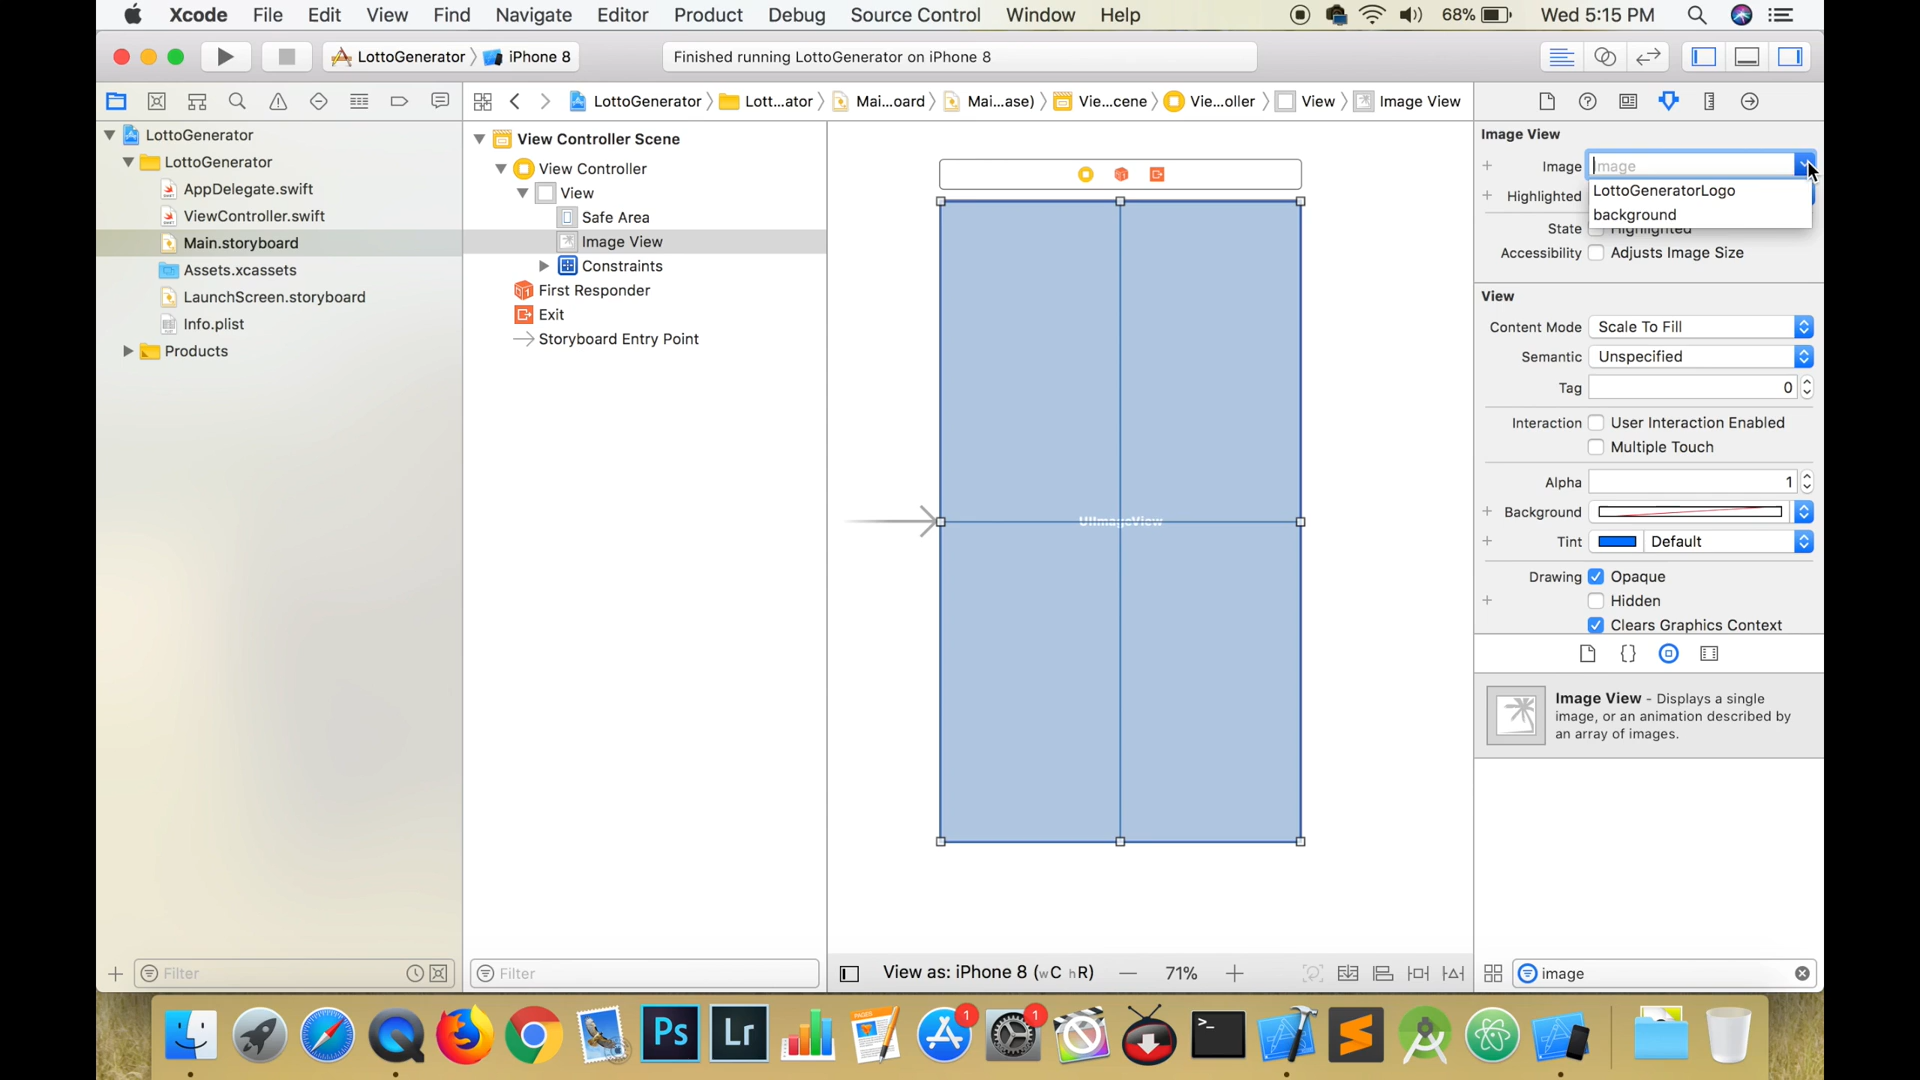 Xcode File Edit View Find Navigate Editor Product Debug Source Control Window Help 68% Wed 5:15 PM
LottoGenerator iPhone 8 Finished running LottoGenerator on iPhone 8
LottoGenerator Lott...ator Mai...oard Mai...ase) Vie...cene Vie...oller View Image View
LottoGenerator
LottoGenerator
AppDelegate.swift
ViewController.swift
Main.storyboard
Assets.xcassets
LaunchScreen.storyboard
Info.plist
Products
Filter
View Controller Scene
View Controller
View
Safe Area
Image View
Constraints
First Responder
Exit
Storyboard Entry Point
Filter
UIImageView
View as: iPhone 8 (wC hR) 71%
Image View
Image Image
LottoGeneratorLogo
Highlighted
background
State Highlighted
Accessibility Adjusts Image Size
View
Content Mode Scale To Fill
Semantic Unspecified
Tag 0
Interaction User Interaction Enabled
Multiple Touch
Alpha 1
Background
Tint Default
Drawing Opaque
Hidden
Clears Graphics Context
Image View - Displays a single
image, or an animation described by
an array of images.
image
Ps Lr 1 1